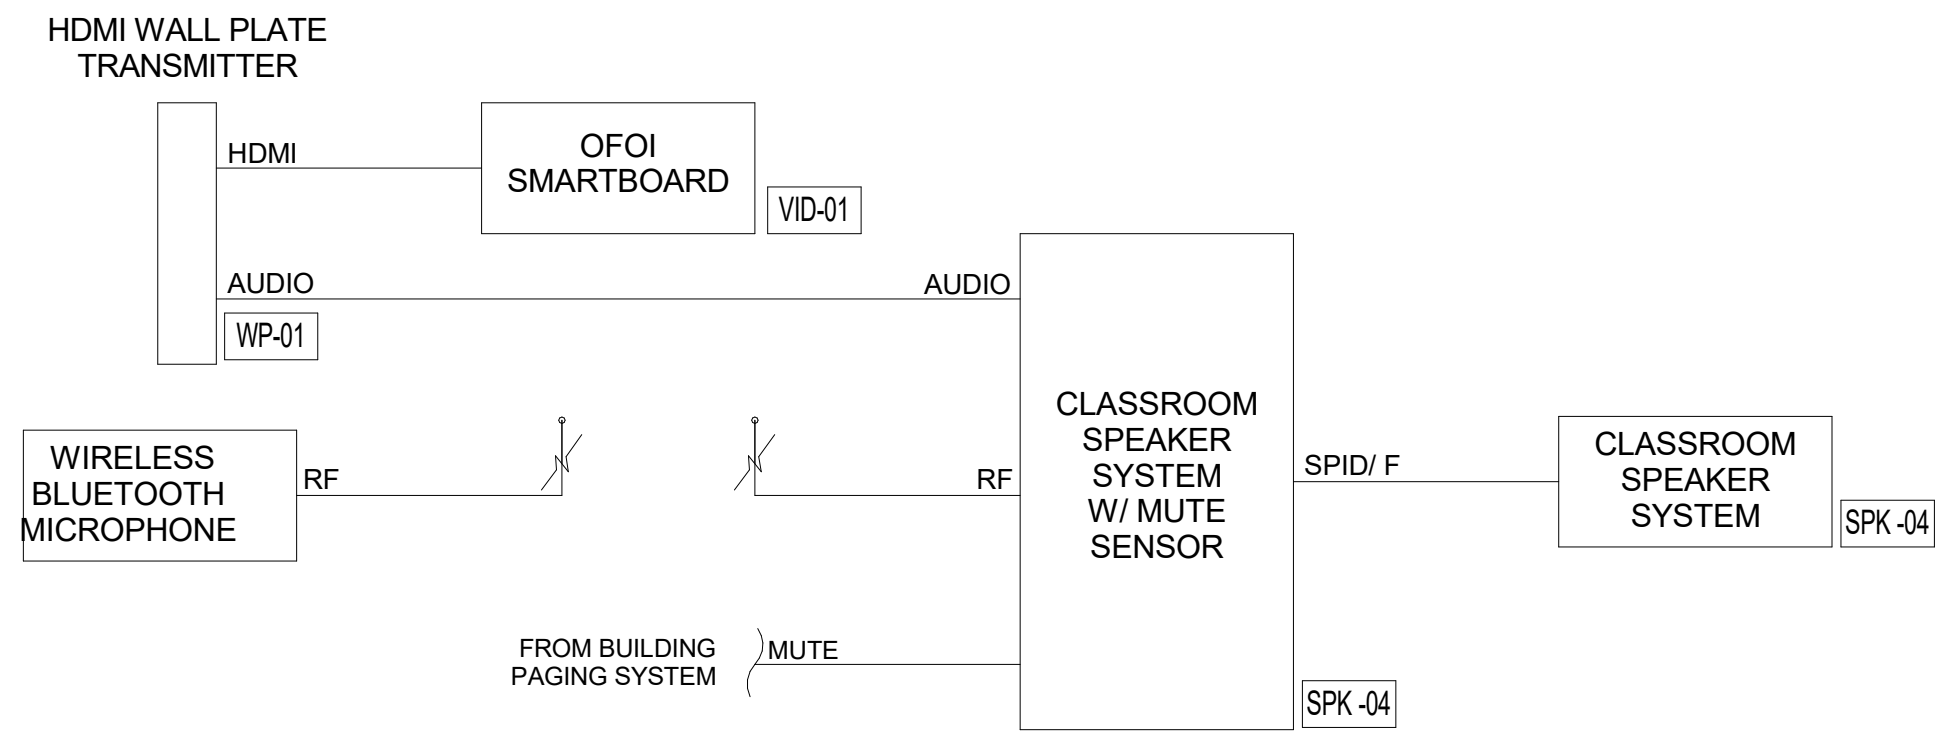 HDMI WALL PLATE
TRANSMITTER
HDMI
OFOI
SMARTBOARD
VID-01
AUDIO
AUDIO
WP-01
WIRELESS
BLUETOOTH
MICROPHONE
RF
RF
CLASSROOM
SPEAKER
SYSTEM
W/ MUTE
SENSOR
SPID/ F
CLASSROOM
SPEAKER
SYSTEM
SPK -04
FROM BUILDING
PAGING SYSTEM
MUTE
SPK -04